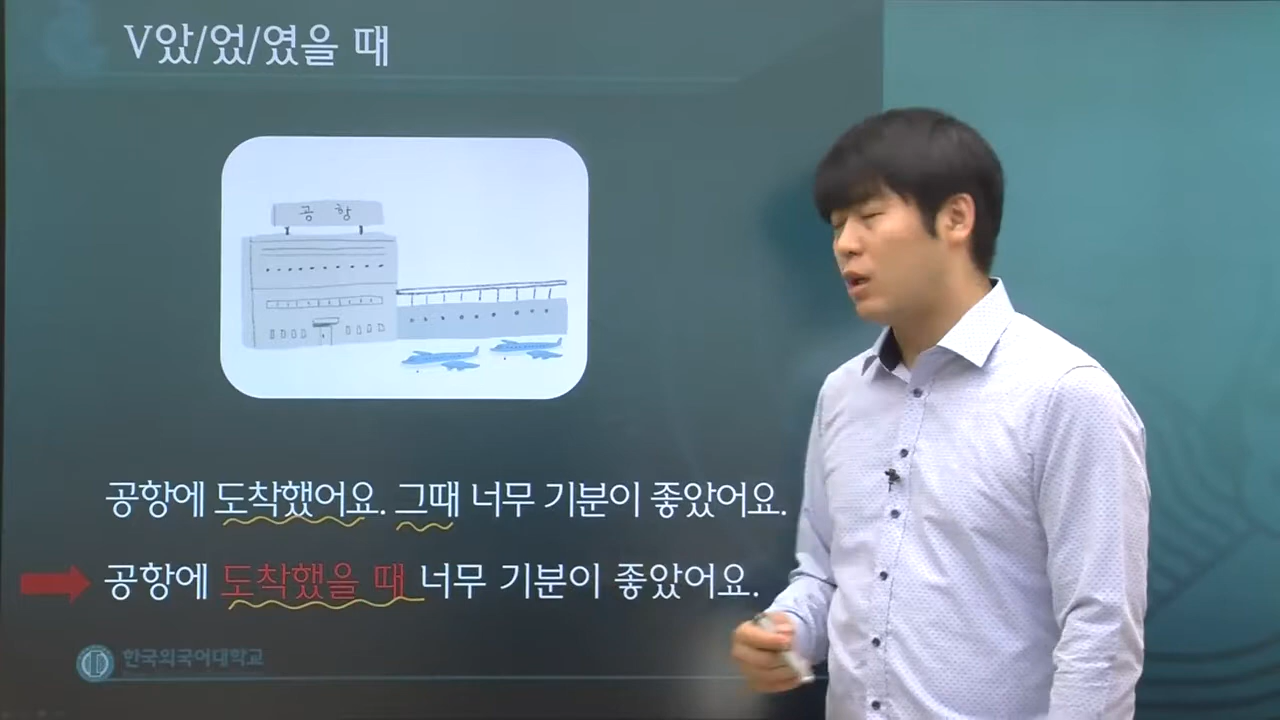 V았/었/였을 때
공 항
공항에 도착했어요. 그때 너무 기분이 좋았어요.
공항에 도착했을 때 너무 기분이 좋았어요.
한국외국어대학교